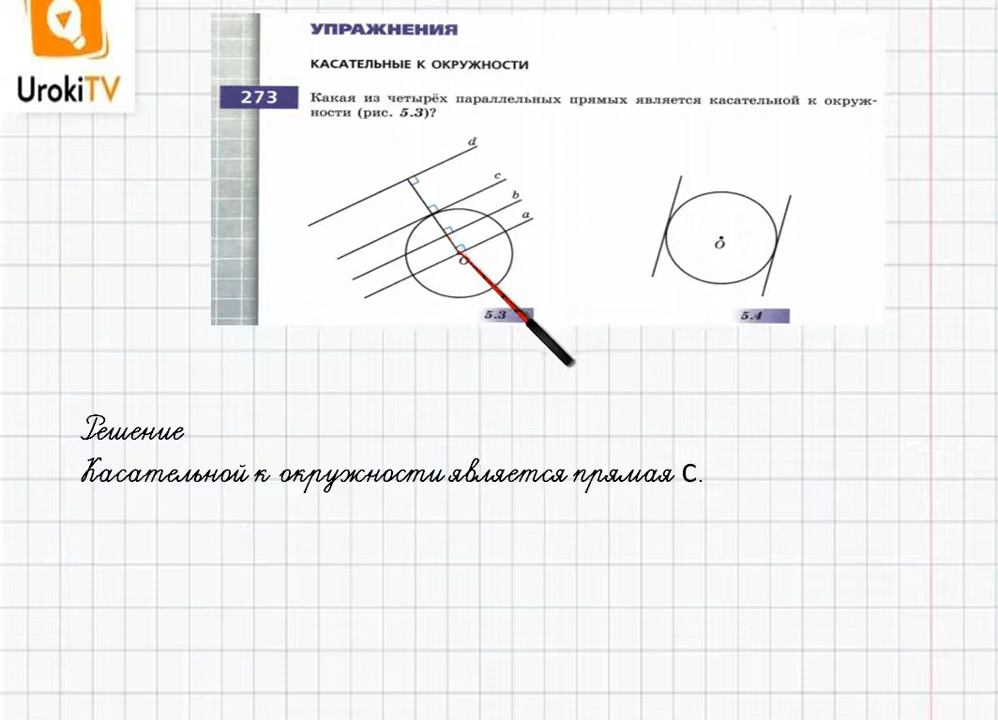 UrokiTV
УПРАЖНЕНИЯ
КАСАТЕЛЬНЫЕ К ОКРУЖНОСТИ
273 Какая из четырёх параллельных прямых является касательной к окруж-
ности (рис. 5.3)?
d
c
b
a
O
O
5.3
5.4
Решение
Касательной к окружности является прямая С.